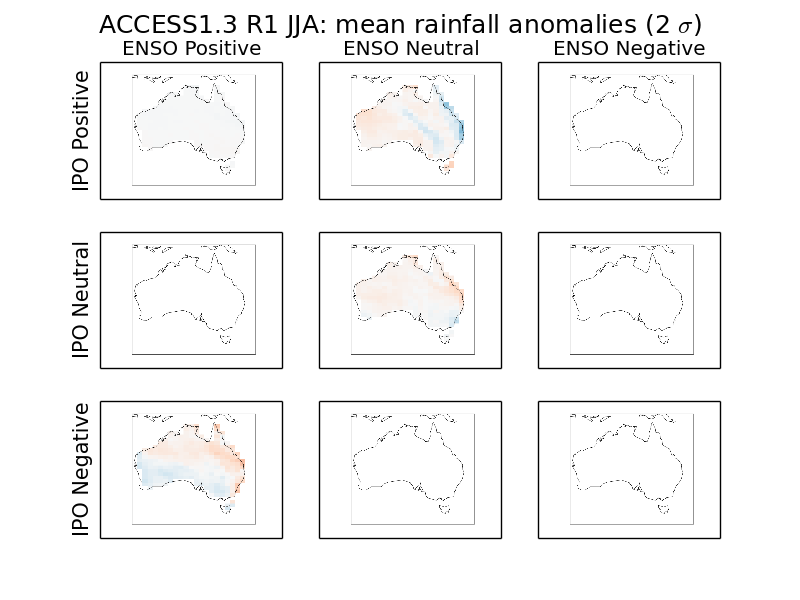 ACCESS1.3 R1 JJA: mean rainfall anomalies (2 σ)
ENSO Positive
ENSO Neutral
ENSO Negative
IPO Positive
IPO Neutral
IPO Negative